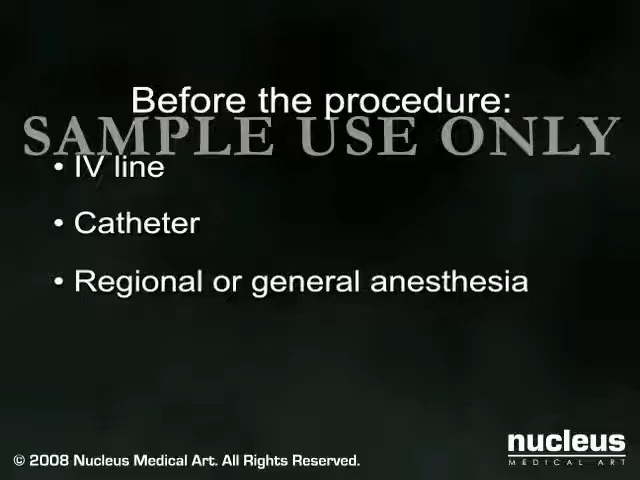 Before the procedure:
SAMPLE USE ONLY
• IV line
• Catheter
• Regional or general anesthesia
nucleus
MEDICAL ART
© 2008 Nucleus Medical Art. All Rights Reserved.